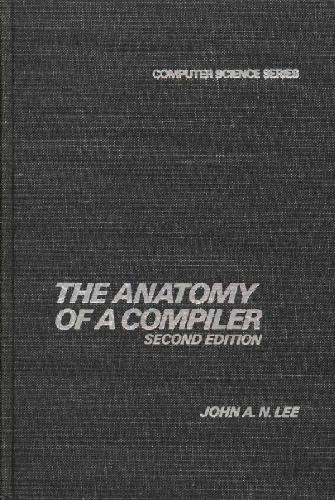 COMPUTER SCIENCE SERIES
THE ANATOMY
OF A COMPILER
SECOND EDITION
JOHN A. N. LEE